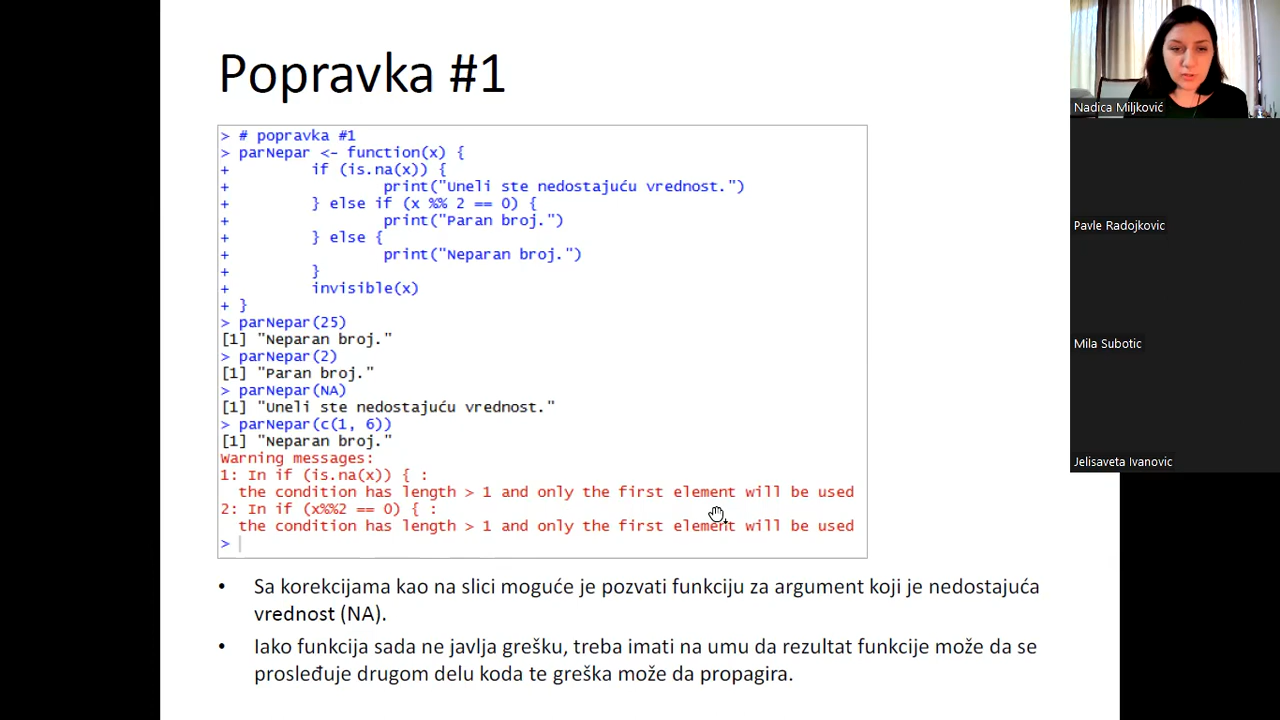 Popravka #1
> # popravka #1
> parNepar <- function(x) {
+ if (is.na(x)) {
+ print("Uneli ste nedostajuću vrednost.")
+ } else if (x %% 2 == 0) {
+ print("Paran broj.")
+ } else {
+ print("Neparan broj.")
+ }
+ invisible(x)
+ }
> parNepar(25)
[1] "Neparan broj."
> parNepar(2)
[1] "Paran broj."
> parNepar(NA)
[1] "Uneli ste nedostajuću vrednost."
> parNepar(c(1, 6))
[1] "Neparan broj."
Warning messages:
1: In if (is.na(x)) { :
the condition has length > 1 and only the first element will be used
2: In if (x%%2 == 0) { :
the condition has length > 1 and only the first element will be used
>
• Sa korekcijama kao na slici moguće je pozvati funkciju za argument koji je nedostajuća
vrednost (NA).
• Iako funkcija sada ne javlja grešku, treba imati na umu da rezultat funkcije može da se
prosleđuje drugom delu koda te greška može da propagira.
Nadica Miljković
Pavle Radojkovic
Mila Subotic
Jelisaveta Ivanovic